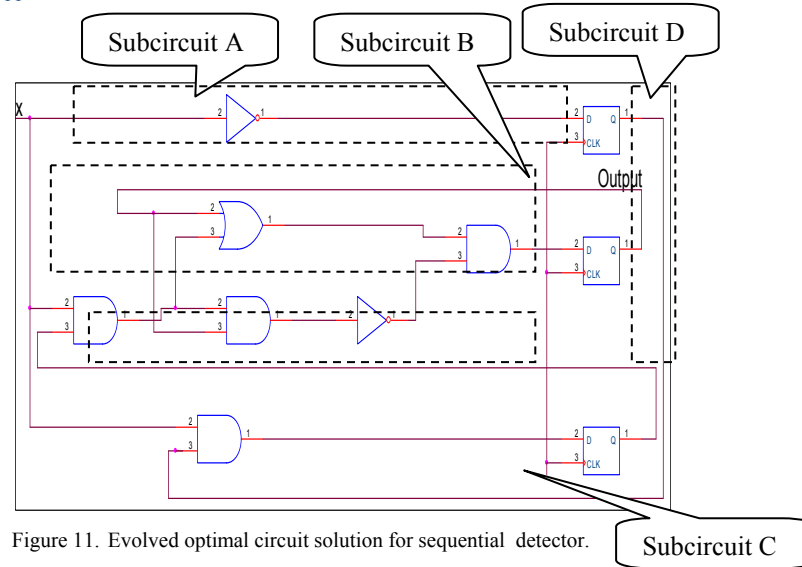 Subcircuit A
Subcircuit B
Subcircuit D
X
2 1
2 D Q 1
3 CLK
Output
2
3 1
2
3 1
2 D Q 1
3 CLK
2
3 1
2
3 1
2 1
2
3 1
2 D Q 1
3 CLK
Figure 11. Evolved optimal circuit solution for sequential detector.
Subcircuit C